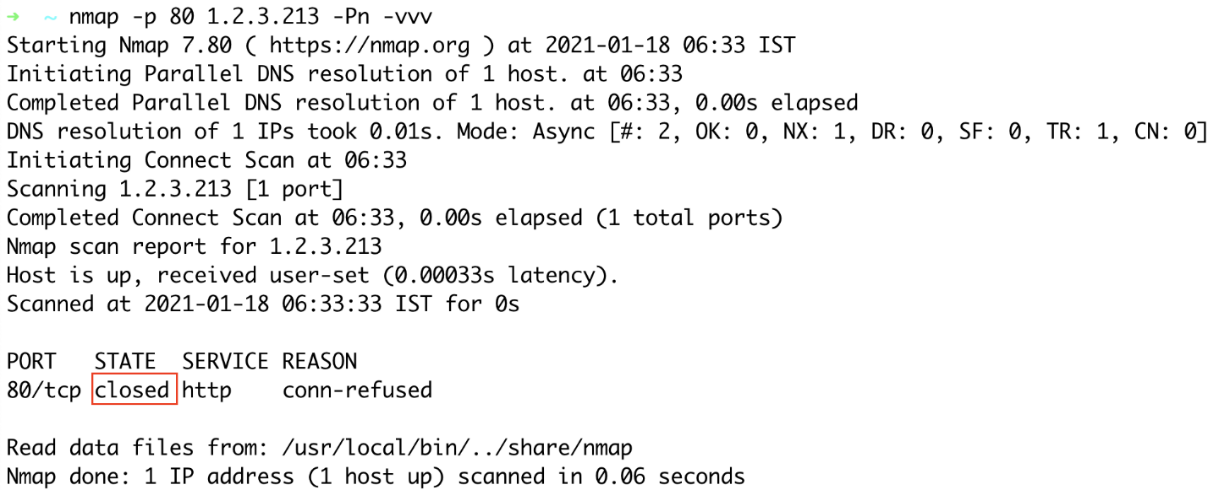 → ~ nmap -p 80 1.2.3.213 -Pn -vvv
Starting Nmap 7.80 ( https://nmap.org ) at 2021-01-18 06:33 IST
Initiating Parallel DNS resolution of 1 host. at 06:33
Completed Parallel DNS resolution of 1 host. at 06:33, 0.00s elapsed
DNS resolution of 1 IPs took 0.01s. Mode: Async [#: 2, OK: 0, NX: 1, DR: 0, SF: 0, TR: 1, CN: 0]
Initiating Connect Scan at 06:33
Scanning 1.2.3.213 [1 port]
Completed Connect Scan at 06:33, 0.00s elapsed (1 total ports)
Nmap scan report for 1.2.3.213
Host is up, received user-set (0.00033s latency).
Scanned at 2021-01-18 06:33:33 IST for 0s
PORT   STATE  SERVICE REASON
80/tcp closed http    conn-refused
Read data files from: /usr/local/bin/../share/nmap
Nmap done: 1 IP address (1 host up) scanned in 0.06 seconds